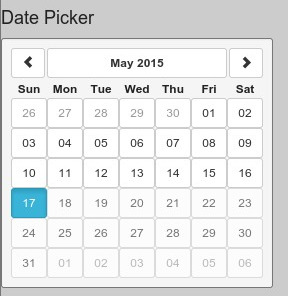 Date Picker
May 2015
Sun Mon Tue Wed Thu Fri Sat
26 27 28 29 30 01 02
03 04 05 06 07 08 09
10 11 12 13 14 15 16
17 18 19 20 21 22 23
24 25 26 27 28 29 30
31 01 02 03 04 05 06